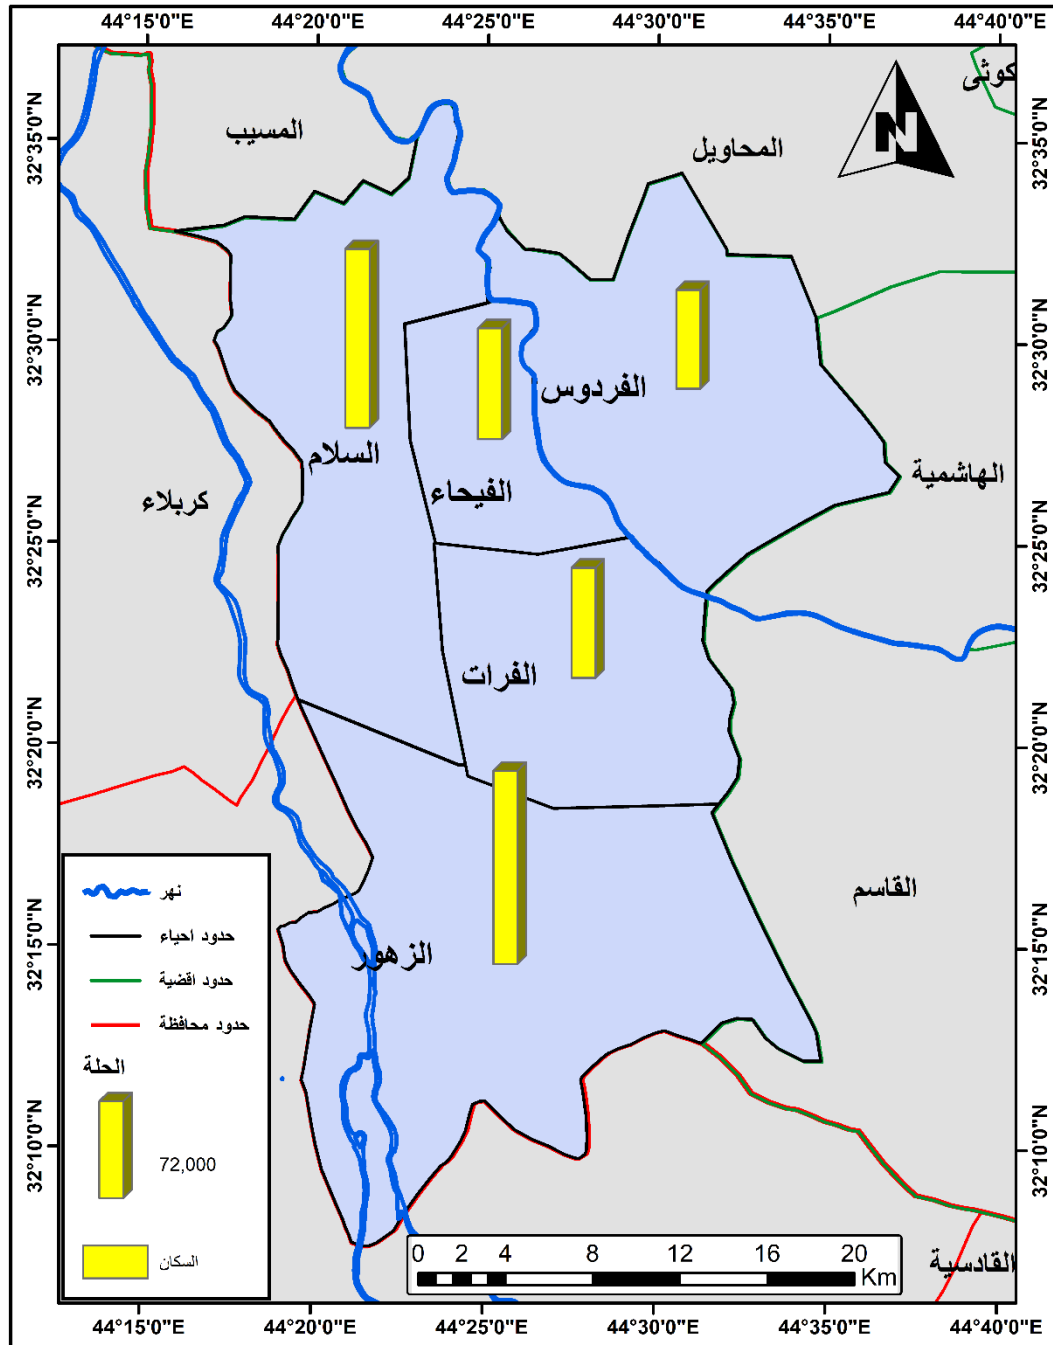 44°15'0"E 44°20'0"E 44°25'0"E 44°30'0"E 44°35'0"E 44°40'0"E
كوثى
المسيب
المحاويل
N
32°35'0"N
32°35'0"N
32°30'0"N
32°30'0"N
الفردوس
السلام
الفيحاء
الهاشمية
كربلاء
32°25'0"N
32°25'0"N
الفرات
32°20'0"N
32°20'0"N
القاسم
الزهور
32°15'0"N
32°15'0"N
نهر
حدود احياء
حدود اقضية
حدود محافظة
الحلة
72,000
السكان
32°10'0"N
32°10'0"N
القادسية
0 2 4 8 12 16 20
Km
44°15'0"E 44°20'0"E 44°25'0"E 44°30'0"E 44°35'0"E 44°40'0"E